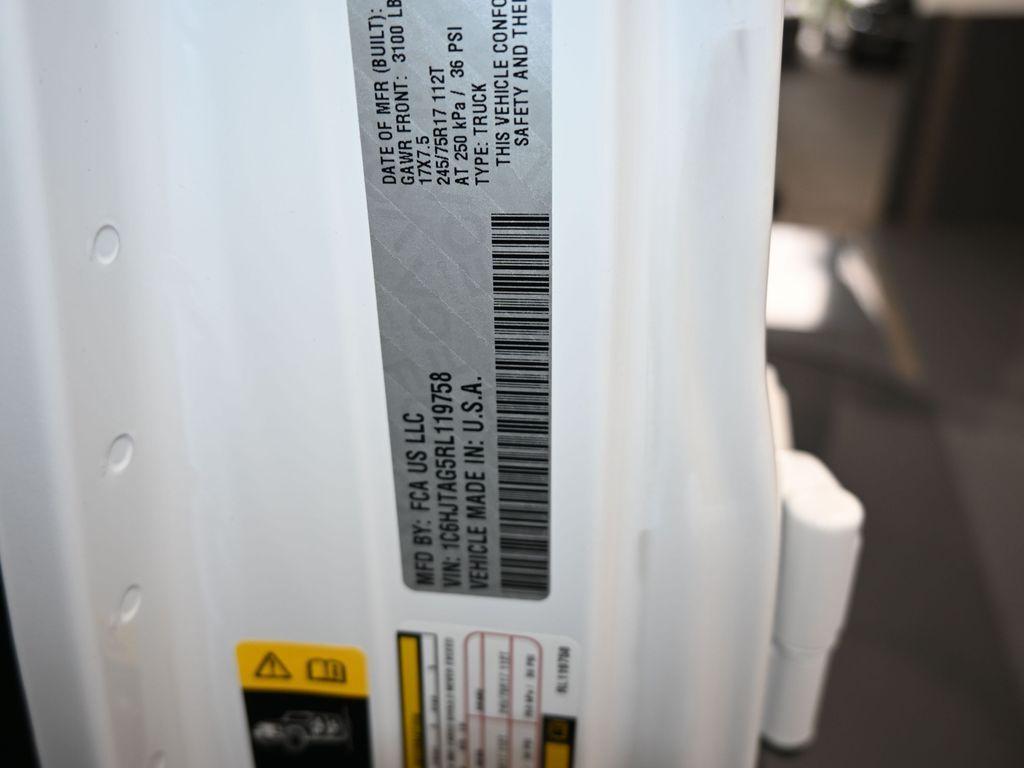 MFD BY: FCA US LLC
VIN: 1C6HJTAG5RL119758
VEHICLE MADE IN: U.S.A.
DATE OF MFR (BUILT):
GAWR FRONT: 3100 LB
17X7.5
245/75R17 112T
AT 250 kPa / 36 PSI
TYPE: TRUCK
THIS VEHICLE CONFO
SAFETY AND THE
RL119758